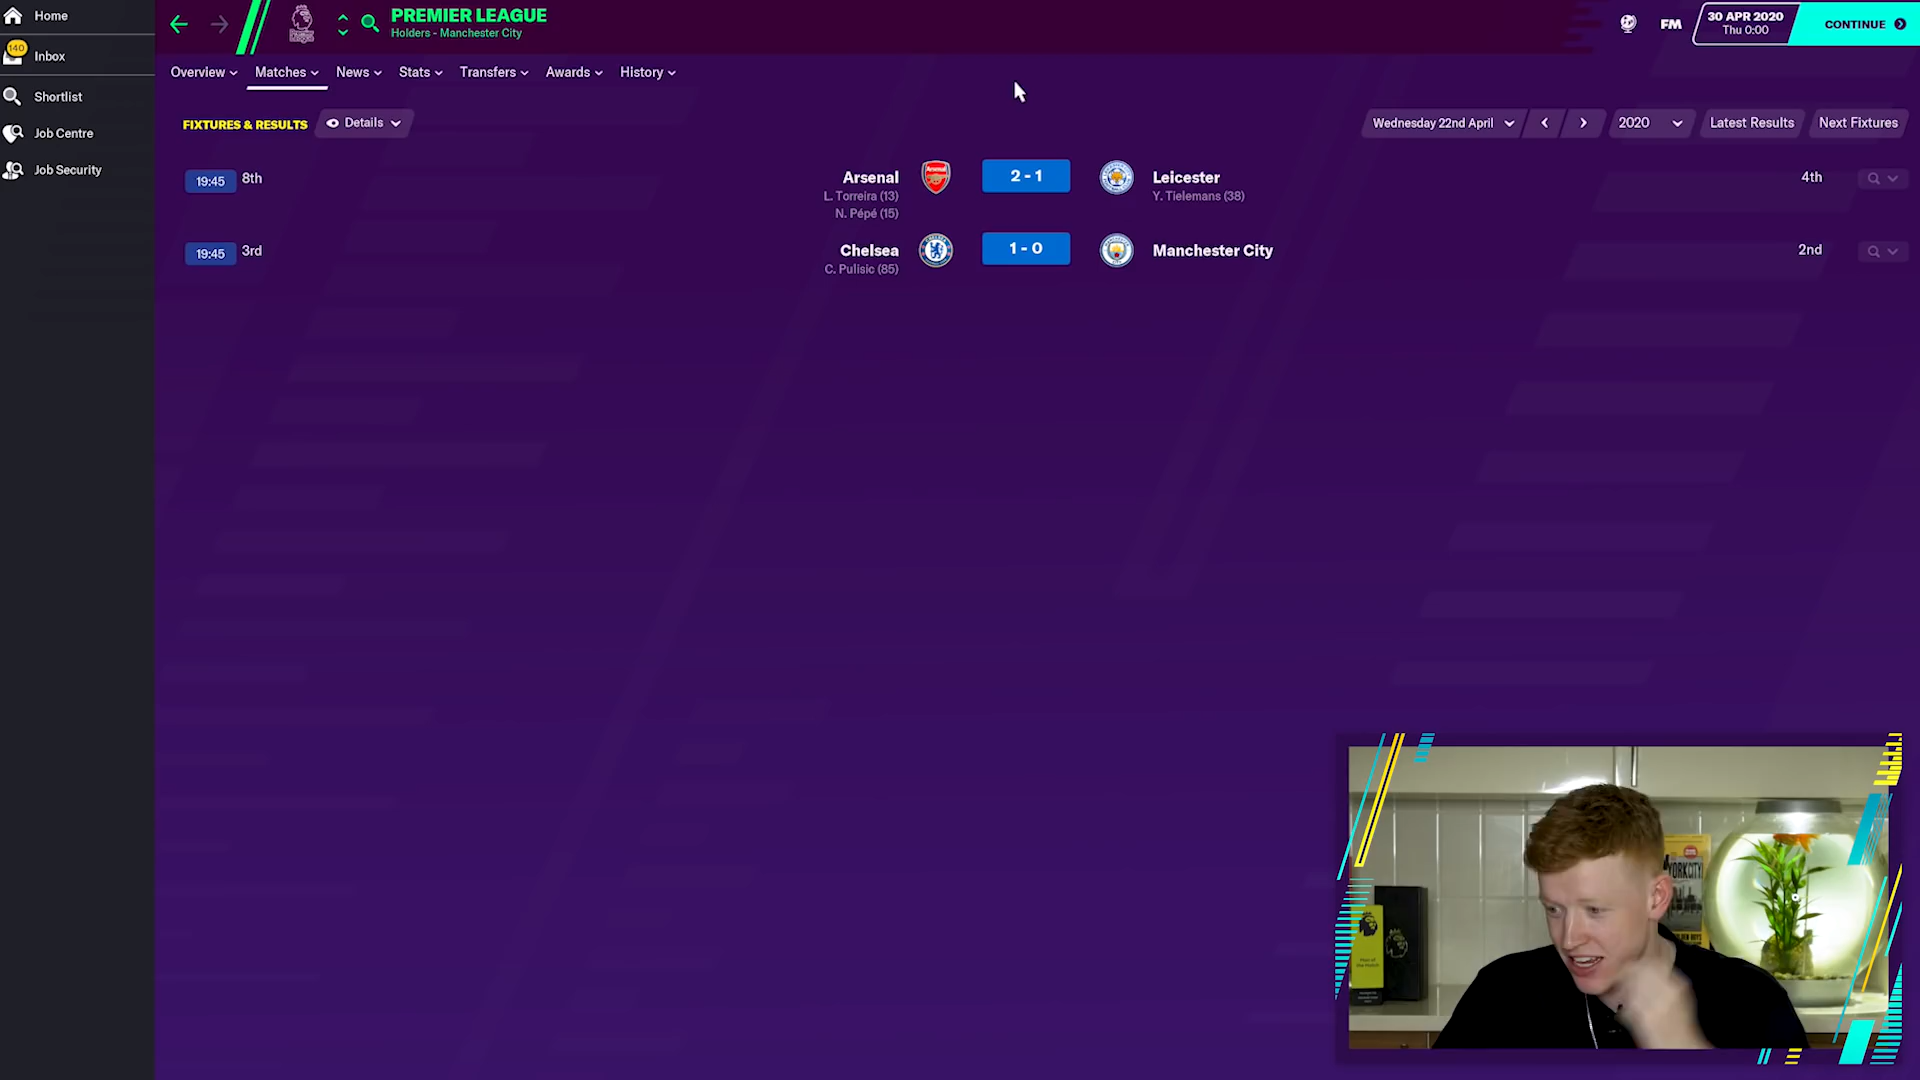 Home
PREMIER LEAGUE
Holders - Manchester City
FM
30 APR 2020
Thu 0:00
CONTINUE
140
Inbox
Shortlist
Job Centre
Job Security
Overview
Matches
News
Stats
Transfers
Awards
History
FIXTURES & RESULTS
Details
Wednesday 22nd April
2020
Latest Results
Next Fixtures
19:45
8th
Arsenal
2 - 1
Leicester
4th
L. Torreira (13)
N. Pépé (15)
Y. Tielemans (38)
19:45
3rd
Chelsea
1 - 0
Manchester City
2nd
C. Pulisic (85)
YORK CITY